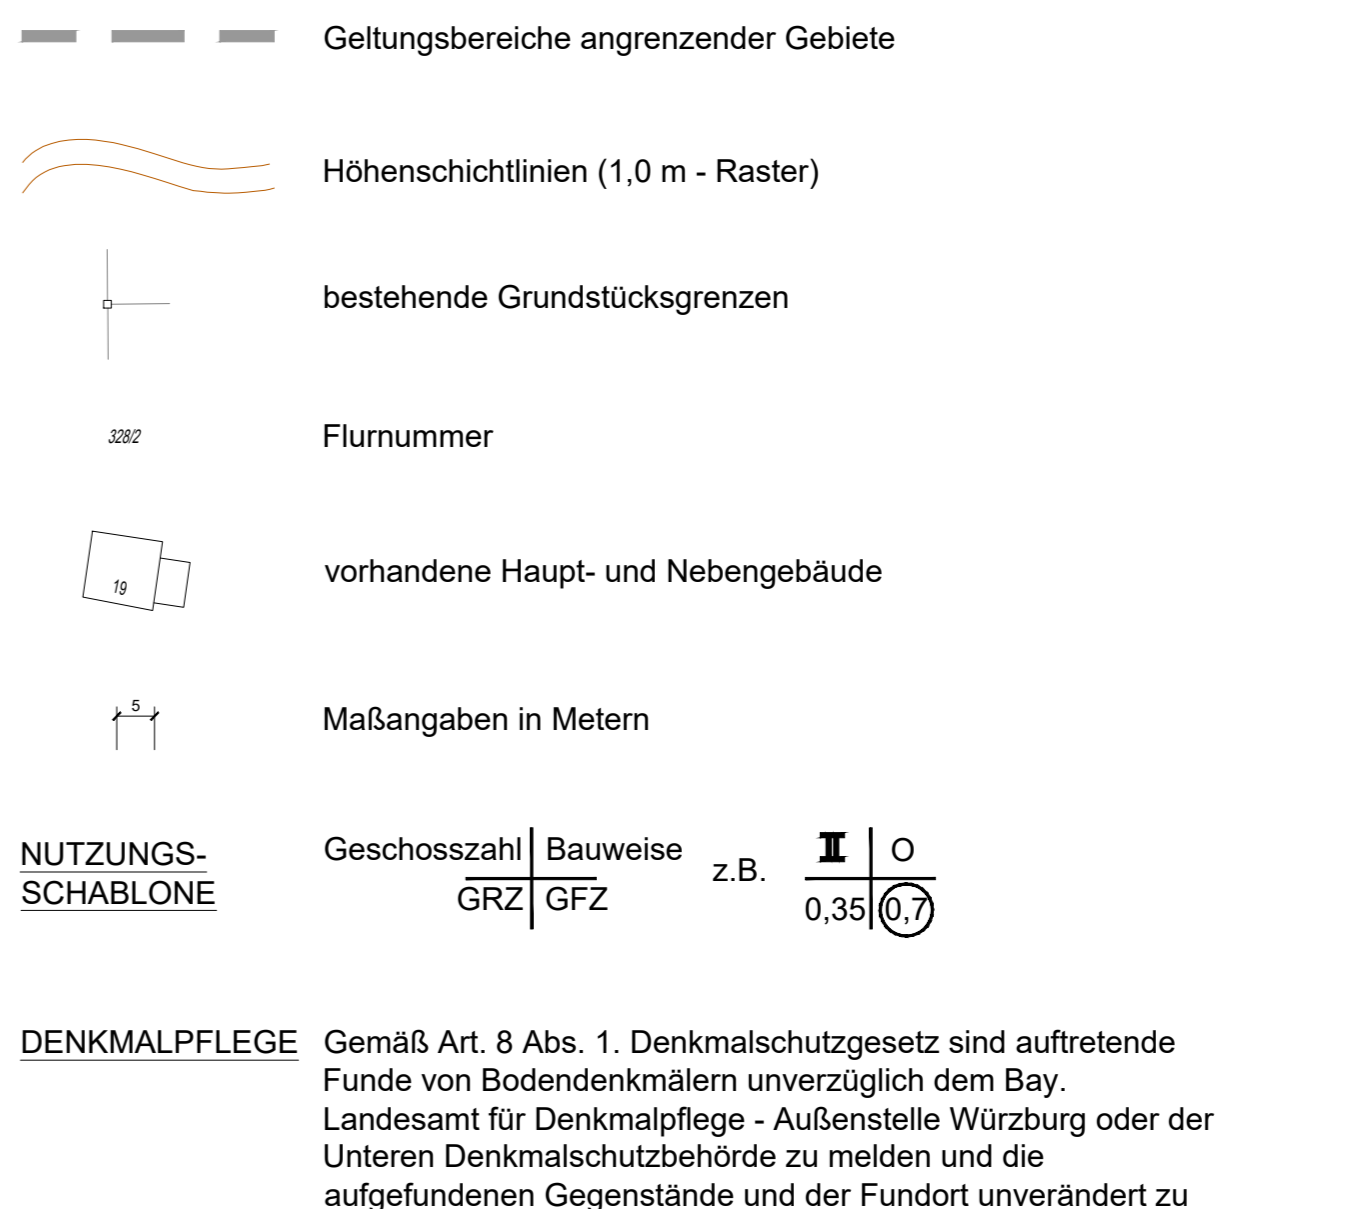 Geltungsbereiche angrenzender Gebiete
Höhenschichtlinien (1,0 m - Raster)
bestehende Grundstücksgrenzen
328/2 Flurnummer
19 vorhandene Haupt- und Nebengebäude
5 Maßangaben in Metern
NUTZUNGS-
SCHABLONE
Geschosszahl Bauweise
GRZ GFZ
z.B.
II O
0,35 0,7
DENKMALPFLEGE Gemäß Art. 8 Abs. 1. Denkmalschutzgesetz sind auftretende
Funde von Bodendenkmälern unverzüglich dem Bay.
Landesamt für Denkmalpflege - Außenstelle Würzburg oder der
Unteren Denkmalschutzbehörde zu melden und die
aufgefundenen Gegenstände und der Fundort unverändert zu